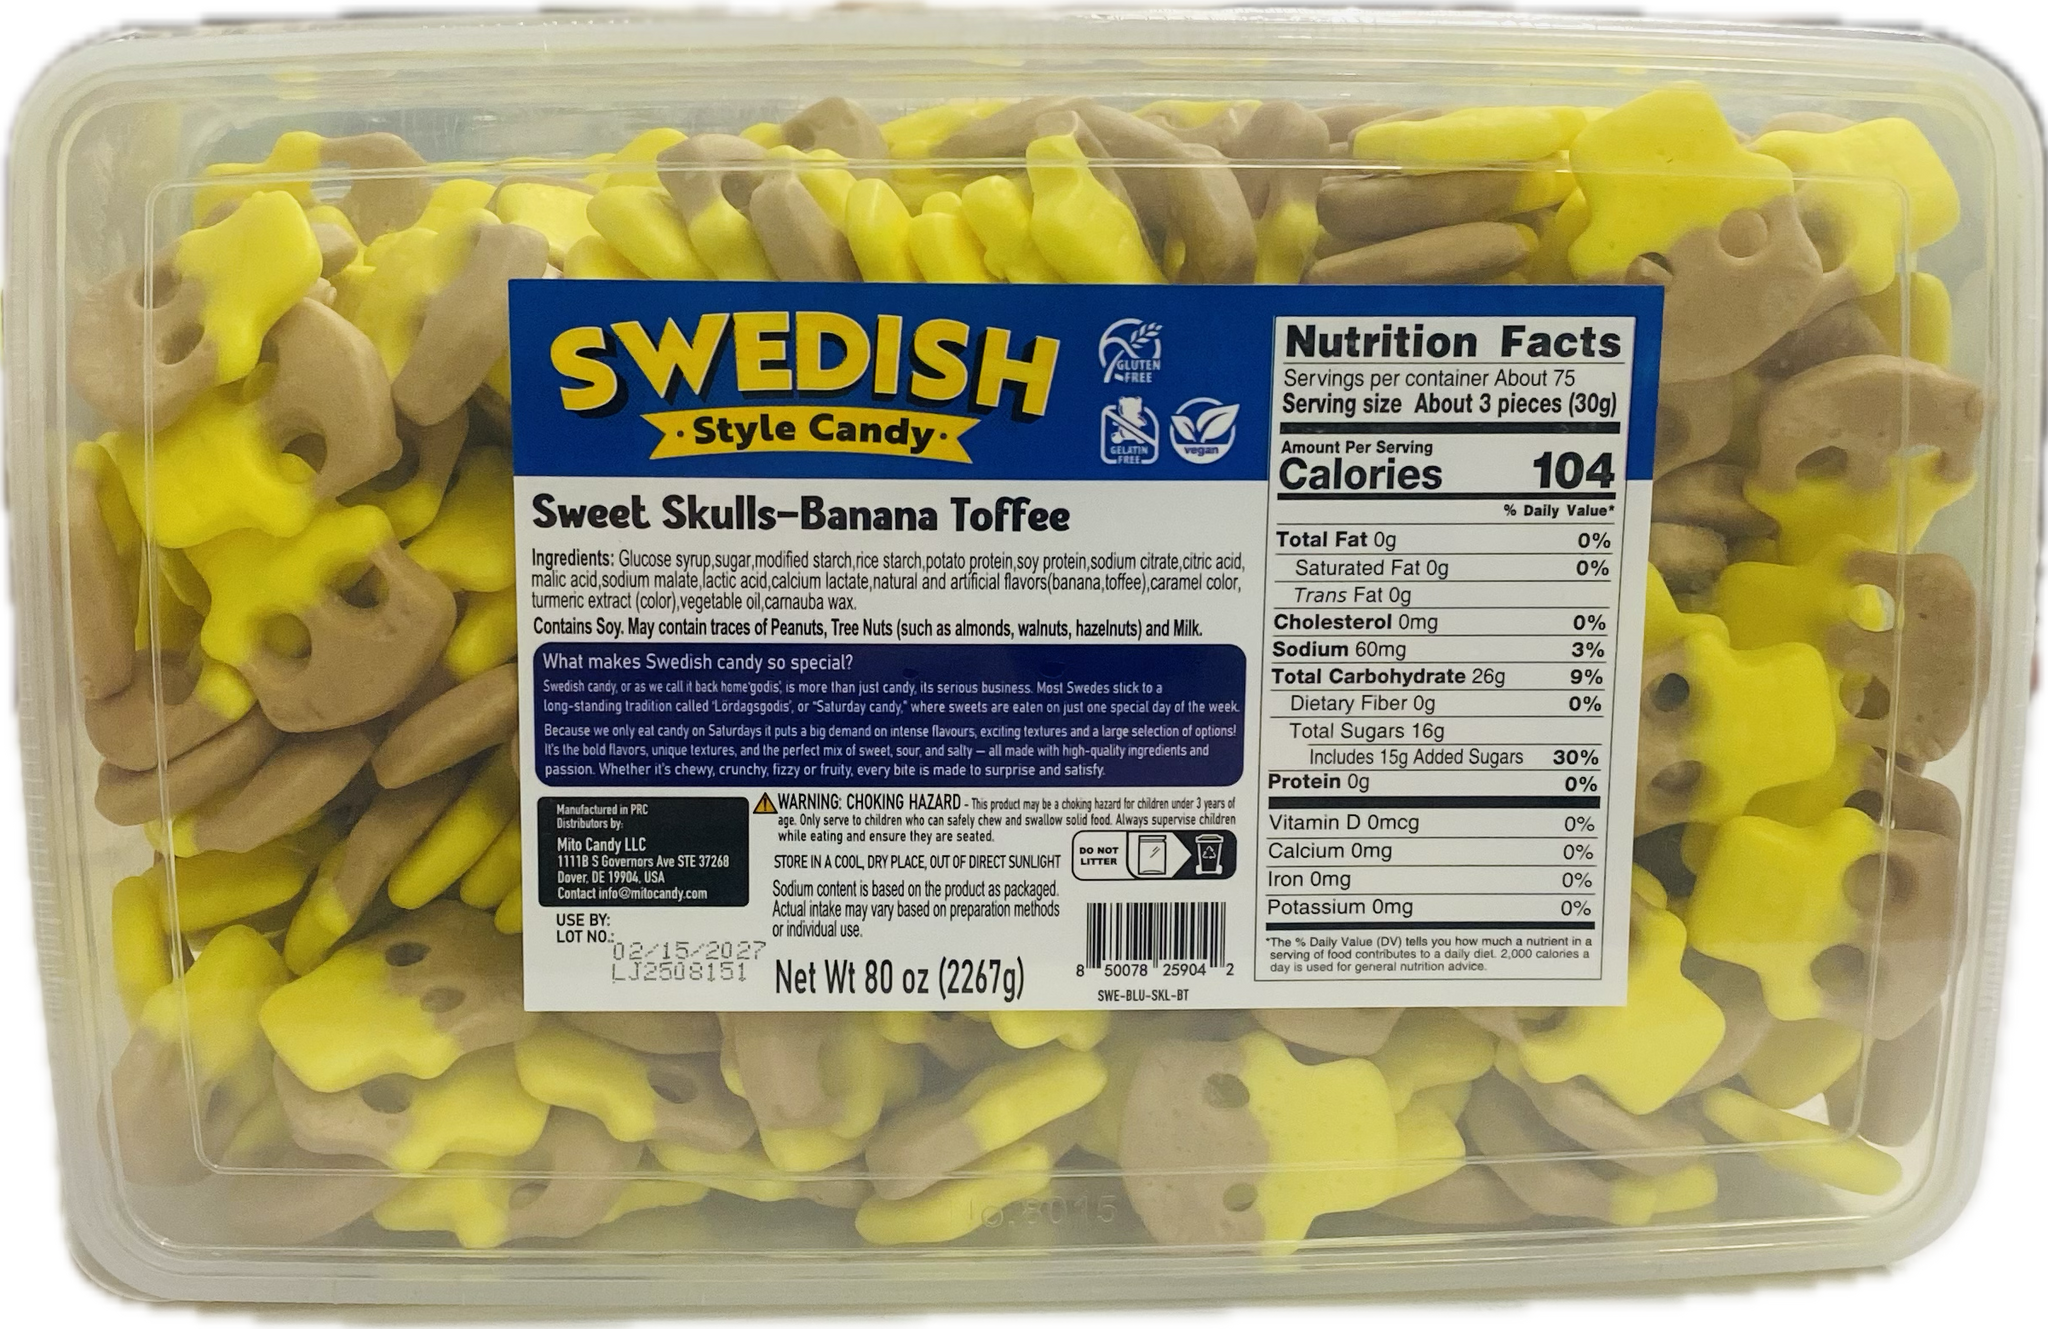 SWEDISH
· Style Candy ·
GLUTEN
FREE
GELATIN
FREE
vegan
Sweet Skulls–Banana Toffee
Ingredients: Glucose syrup,sugar,modified starch,rice starch,potato protein,soy protein,sodium citrate,citric acid,
malic acid,sodium malate,lactic acid,calcium lactate,natural and artificial flavors(banana,toffee),caramel color,
turmeric extract (color),vegetable oil,carnauba wax.
Contains Soy. May contain traces of Peanuts, Tree Nuts (such as almonds, walnuts, hazelnuts) and Milk.
What makes Swedish candy so special?
Swedish candy, or as we call it back home'godis', is more than just candy, its serious business. Most Swedes stick to a
long-standing tradition called 'Lördagsgodis', or "Saturday candy," where sweets are eaten on just one special day of the week.
Because we only eat candy on Saturdays it puts a big demand on intense flavours, exciting textures and a large selection of options!
It's the bold flavors, unique textures, and the perfect mix of sweet, sour, and salty — all made with high-quality ingredients and
passion. Whether it's chewy, crunchy, fizzy or fruity, every bite is made to surprise and satisfy.
Manufactured in PRC
Distributors by:
Mito Candy LLC
1111B S Governors Ave STE 37268
Dover, DE 19904, USA
Contact info@mitocandy.com
USE BY:
LOT NO.:
02/15/2027
LJ2508151
WARNING: CHOKING HAZARD - This product may be a choking hazard for children under 3 years of
age. Only serve to children who can safely chew and swallow solid food. Always supervise children
while eating and ensure they are seated.
STORE IN A COOL, DRY PLACE, OUT OF DIRECT SUNLIGHT
DO NOT
LITTER
Sodium content is based on the product as packaged.
Actual intake may vary based on preparation methods
or individual use.
Net Wt 80 oz (2267g)
8 50078 25904 2
SWE-BLU-SKL-BT
Nutrition Facts
Servings per container About 75
Serving size About 3 pieces (30g)
Amount Per Serving
Calories 104
% Daily Value*
Total Fat 0g 0%
Saturated Fat 0g 0%
Trans Fat 0g
Cholesterol 0mg 0%
Sodium 60mg 3%
Total Carbohydrate 26g 9%
Dietary Fiber 0g 0%
Total Sugars 16g
Includes 15g Added Sugars 30%
Protein 0g 0%
Vitamin D 0mcg 0%
Calcium 0mg 0%
Iron 0mg 0%
Potassium 0mg 0%
*The % Daily Value (DV) tells you how much a nutrient in a
serving of food contributes to a daily diet. 2,000 calories a
day is used for general nutrition advice.